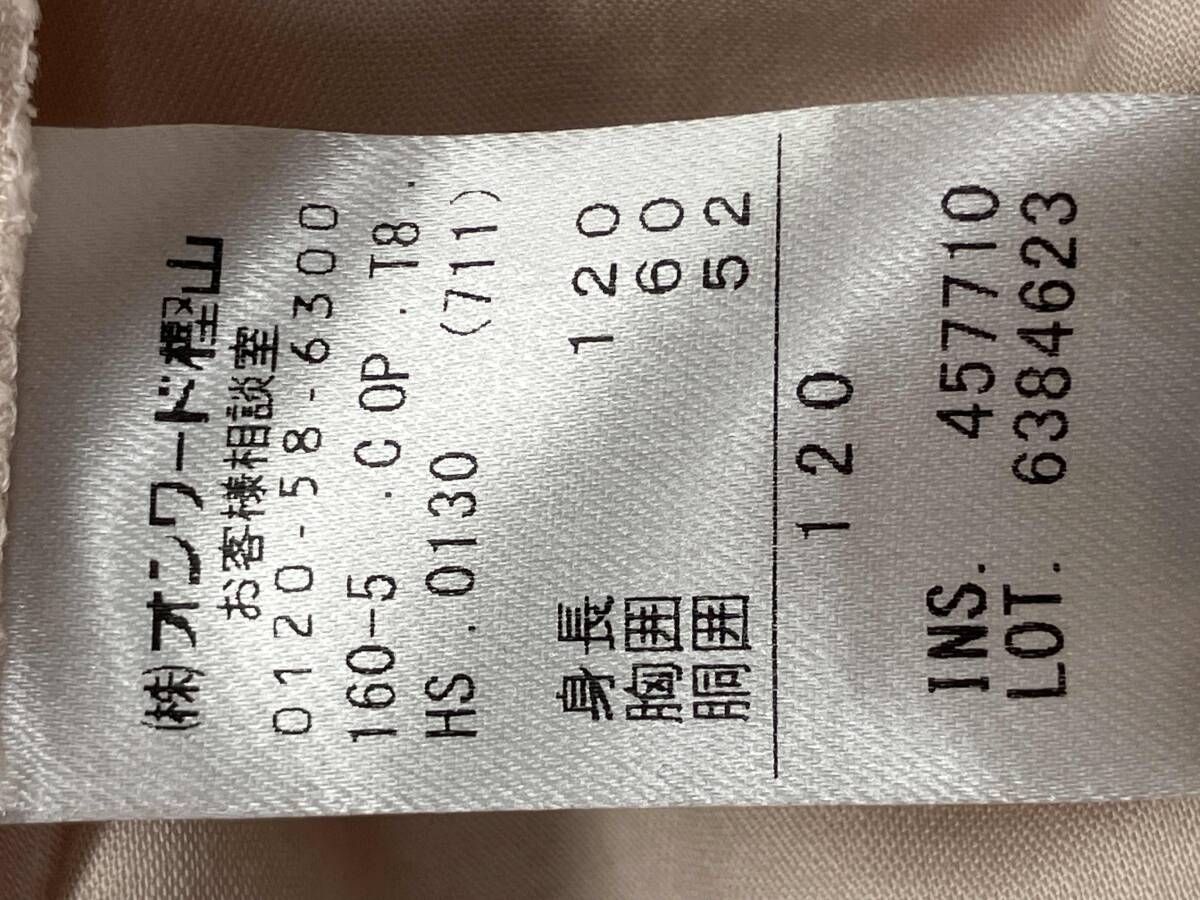 (株)オンワード樫山
お客様相談室
0120-58-6300
160-5 .COP .T8.
HS .0130 (711)
身長 120
胸囲 60
胴囲 52
120
INS. 457710
LOT. 6384623